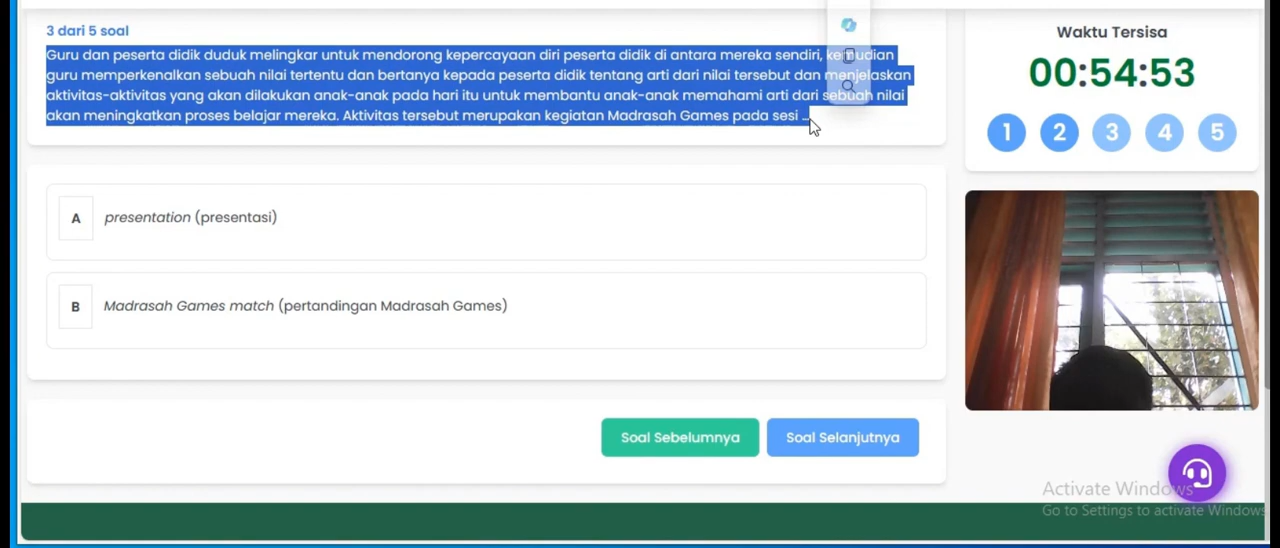 3 dari 5 soal
Guru dan peserta didik duduk melingkar untuk mendorong kepercayaan diri peserta didik di antara mereka sendiri, kemudian
guru memperkenalkan sebuah nilai tertentu dan bertanya kepada peserta didik tentang arti dari nilai tersebut dan menjelaskan
aktivitas-aktivitas yang akan dilakukan anak-anak pada hari itu untuk membantu anak-anak memahami arti dari sebuah nilai
akan meningkatkan proses belajar mereka. Aktivitas tersebut merupakan kegiatan Madrasah Games pada sesi ...
A presentation (presentasi)
B Madrasah Games match (pertandingan Madrasah Games)
Soal Sebelumnya
Soal Selanjutnya
Waktu Tersisa
00:54:53
1 2 3 4 5
Activate Windows
Go to Settings to activate Windows